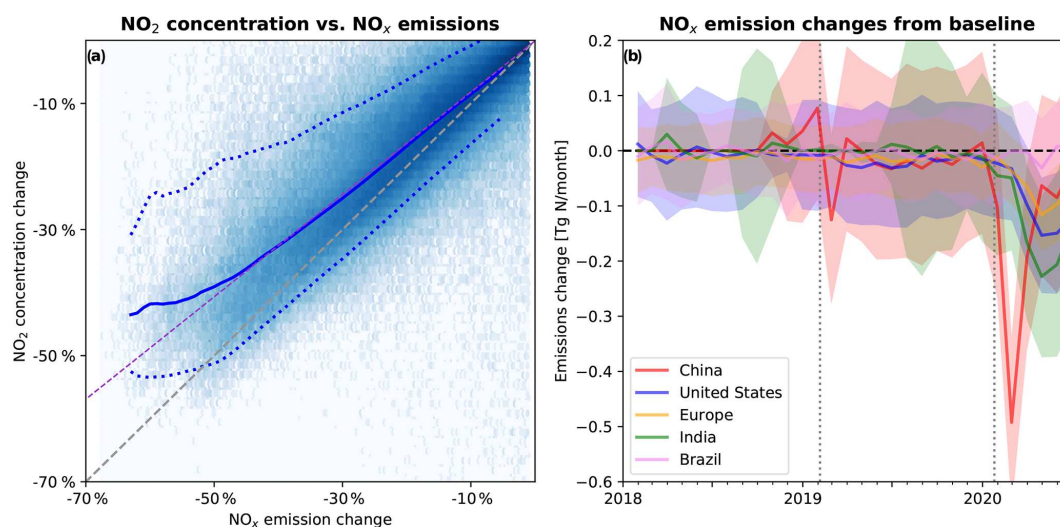 NO2 concentration vs. NOx emissions
(a)
-10 %
-30 %
-50 %
-70 %
NO2 concentration change
-70 %
-50 %
-30 %
-10 %
NOx emission change
NOx emission changes from baseline
(b)
0.2
0.1
0.0
−0.1
−0.2
−0.3
−0.4
−0.5
−0.6
Emissions change [Tg N/month]
China
United States
Europe
India
Brazil
2018
2019
2020